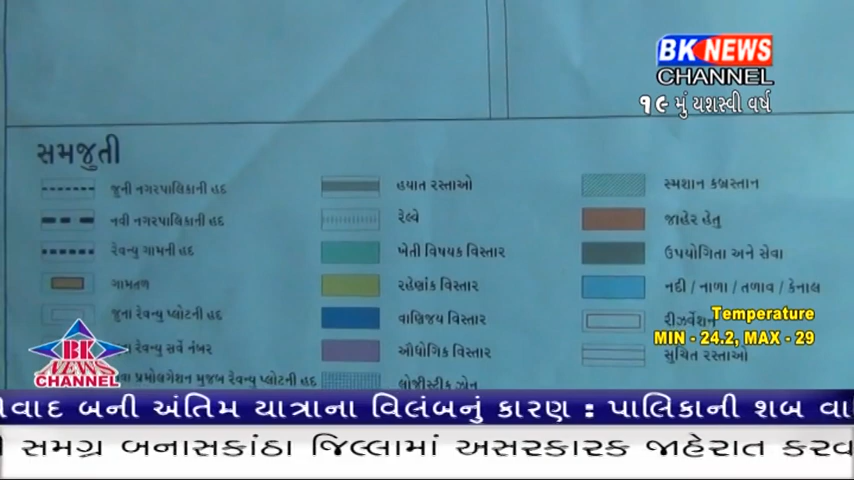 BK NEWS
CHANNEL
૧૯ મું યશસ્વી વર્ષ
સમજુતી
જુની નગરપાલિકાની હદ
નવી નગરપાલિકાની હદ
રેવન્યુ ગામની હદ
ગામતળ
જુના રેવન્યુ પ્લોટની હદ
રેવન્યુ સર્વે નંબર
પ્રમોલગેશન મુજબ રેવન્યુ પ્લોટની હદ
હયાત રસ્તાઓ
રેલ્વે
ખેતી વિષયક વિસ્તાર
રહેણાંક વિસ્તાર
વાણિજય વિસ્તાર
ઔધોગિક વિસ્તાર
લોજીસ્ટીક ઝોન
સ્મશાન કબ્રસ્તાન
જાહેર હેતુ
ઉપયોગિતા અને સેવા
નદી / નાળા / તળાવ / કેનાલ
રીઝર્વેશન
સુચિત રસ્તાઓ
Temperature
MIN - 24.2, MAX - 29
BK
NEWS
CHANNEL
વિવાદ બની અંતિમ યાત્રાના વિલંબનું કારણ : પાલિકાની શબ વા
સમગ્ર બનાસકાંઠા જિલ્લામાં અસરકારક જાહેરાત કરવ